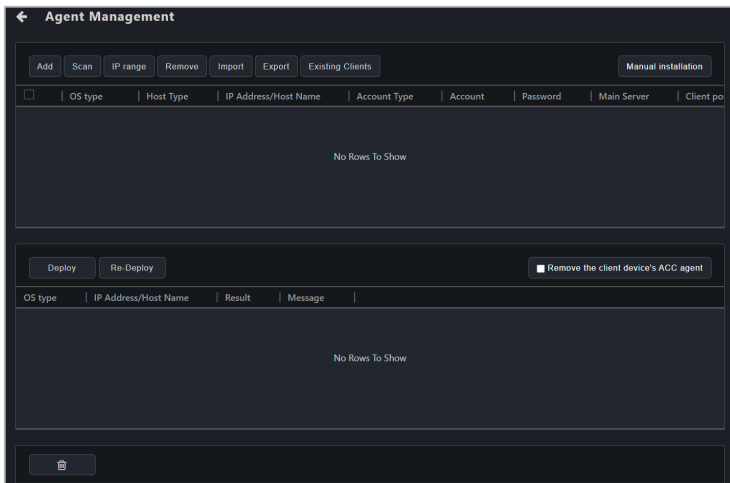 Agent Management
Add Scan IP range Remove Import Export Existing Clients Manual installation
OS type Host Type IP Address/Host Name Account Type Account Password Main Server Client po
No Rows To Show
Deploy Re-Deploy Remove the client device's ACC agent
OS type IP Address/Host Name Result Message
No Rows To Show